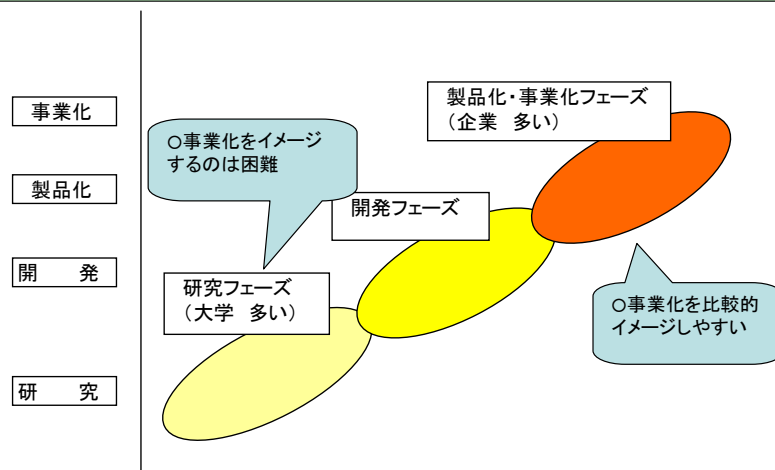 事業化
製品化
開　発
研　究
製品化・事業化フェーズ
（企業　多い）
○事業化をイメージ
するのは困難
開発フェーズ
研究フェーズ
（大学　多い）
○事業化を比較的
イメージしやすい